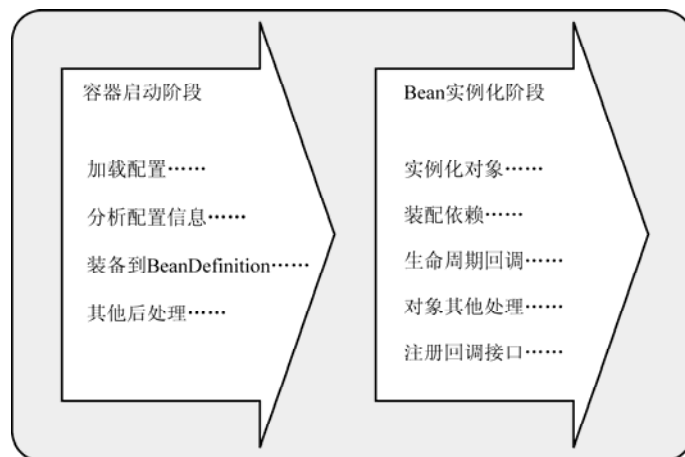 容器启动阶段
加载配置……
分析配置信息……
装备到BeanDefinition……
其他后处理……
Bean实例化阶段
实例化对象……
装配依赖……
生命周期回调……
对象其他处理……
注册回调接口……